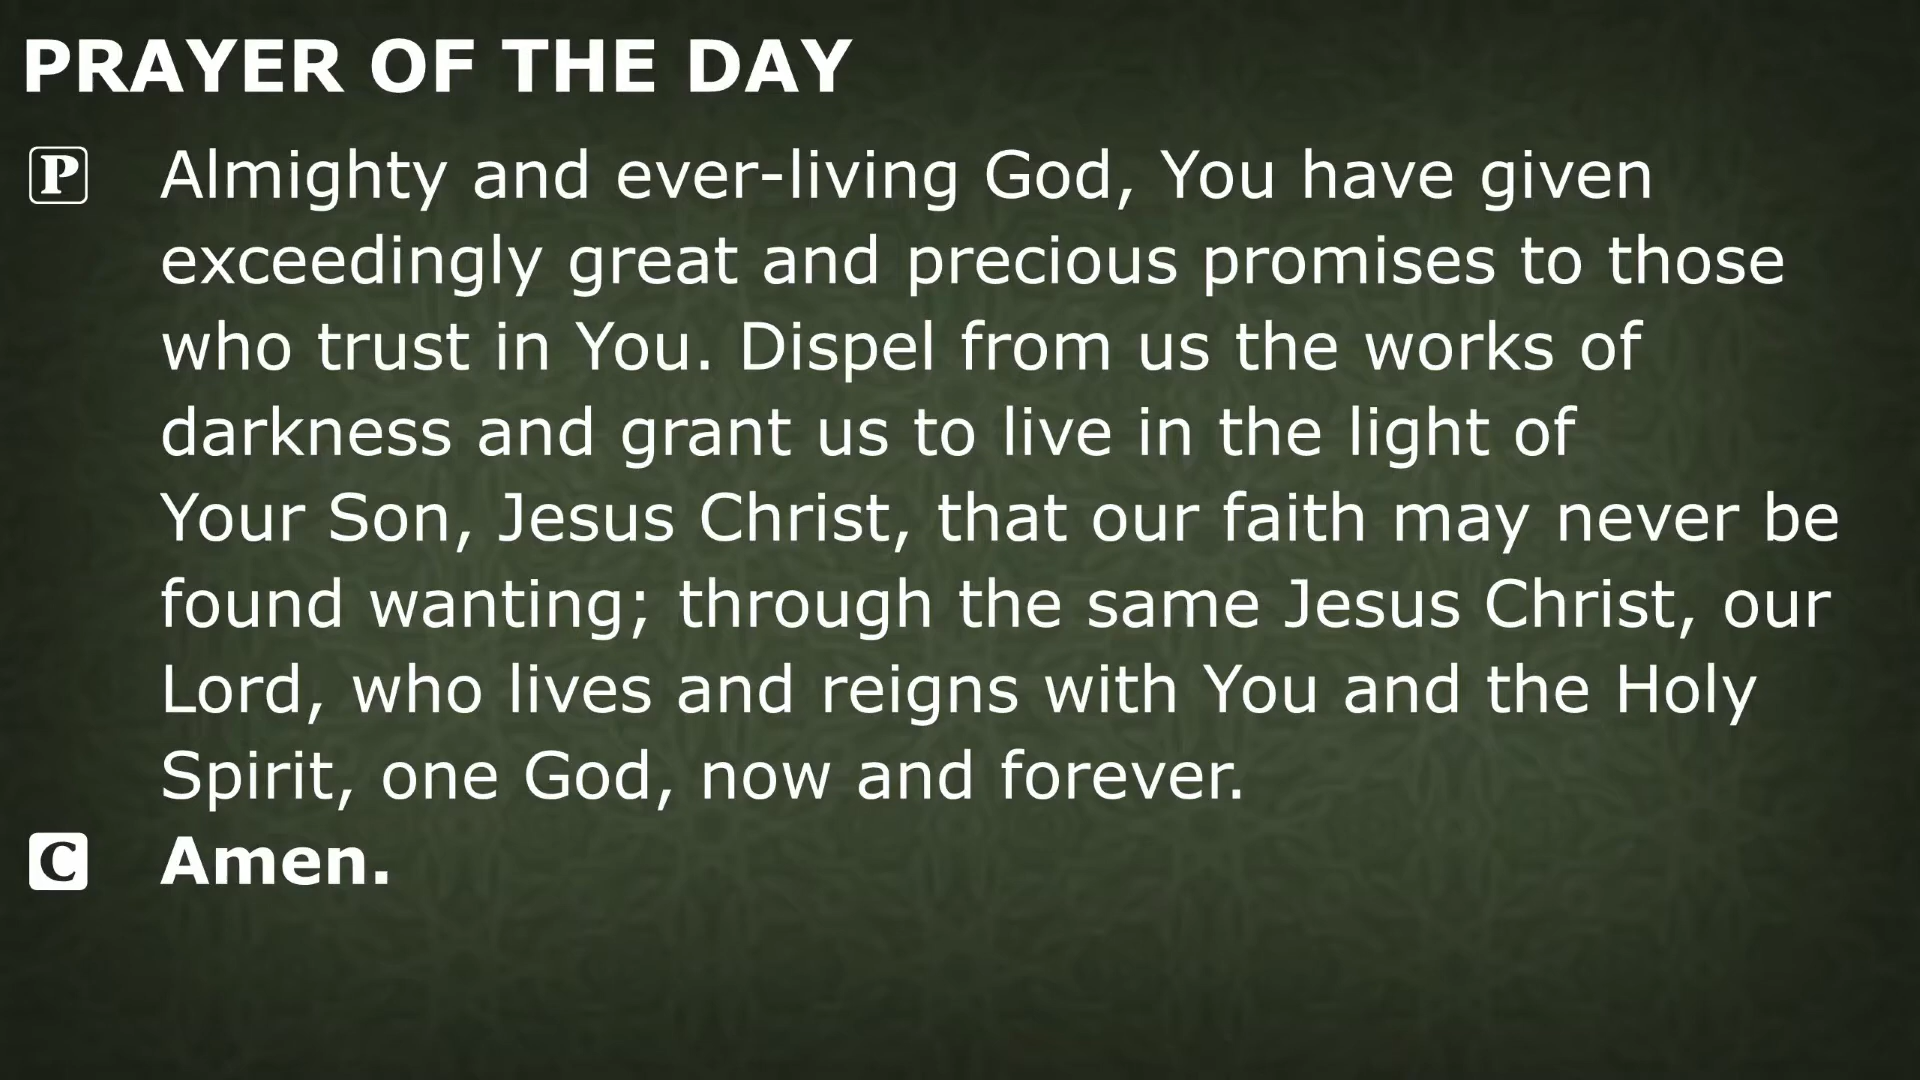 PRAYER OF THE DAY
P Almighty and ever-living God, You have given
exceedingly great and precious promises to those
who trust in You. Dispel from us the works of
darkness and grant us to live in the light of
Your Son, Jesus Christ, that our faith may never be
found wanting; through the same Jesus Christ, our
Lord, who lives and reigns with You and the Holy
Spirit, one God, now and forever.
C Amen.